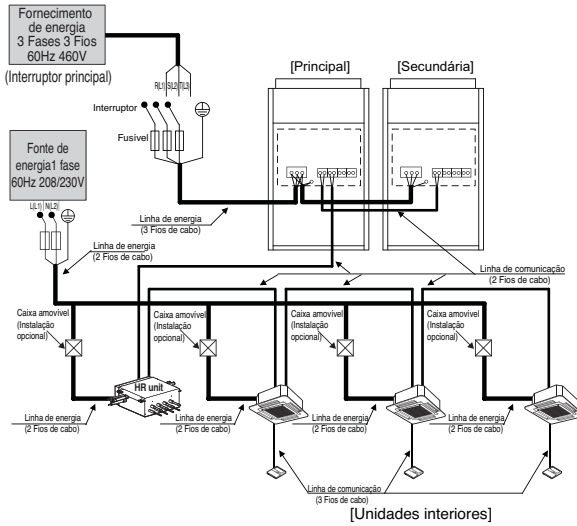 Fornecimento
de energia
3 Fases 3 Fios
60Hz 460V
(Interruptor principal)
R(L1) S(L2) T(L3)
Interruptor
Fusível
[Principal]
[Secundária]
Fonte de
energia1 fase
60Hz 208/230V
L(L1) N(L2)
Linha de energia
(3 Fios de cabo)
Linha de energia
(2 Fios de cabo)
Linha de comunicação
(2 Fios de cabo)
Caixa amovivel
(Instalação
opcional)
Caixa amovivel
(Instalação
opcional)
Caixa amovivel
(Instalação
opcional)
Caixa amovivel
(Instalação
opcional)
HR unit
Linha de energia
(2 Fios de cabo)
Linha de energia
(2 Fios de cabo)
Linha de energia
(2 Fios de cabo)
Linha de energia
(2 Fios de cabo)
Linha de comunicação
(3 Fios de cabo)
[Unidades interiores]